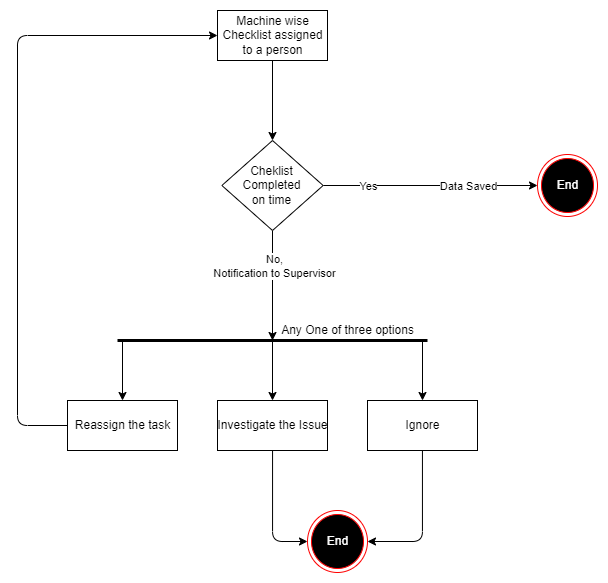 Machine wise
Checklist assigned
to a person
Cheklist
Completed
on time
Yes
Data Saved
End
No,
Notification to Supervisor
Any One of three options
Reassign the task
Investigate the Issue
Ignore
End